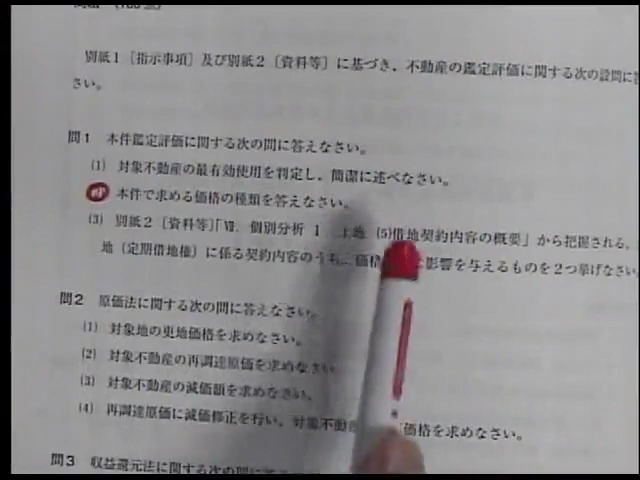 別紙1〔指示事項〕及び別紙2〔資料等〕に基づき、不動産の鑑定評価に関する次の設問に
さい。
問1 本件鑑定評価に関する次の問に答えなさい。
(1) 対象不動産の最有効使用を判定し、簡潔に述べなさい。
本件で求める価格の種類を答えなさい。
(3) 別紙2〔資料等〕「Ⅶ 個別分析 1 土地 (5)借地契約内容の概要」から把握される、
地(定期借地権)に係る契約内容のうち、価格 影響を与えるものを2つ挙げなさい
問2 原価法に関する次の問に答えなさい。
(1) 対象地の更地価格を求めなさい。
(2) 対象不動産の再調達原価を求めなさい
(3) 対象不動産の減価額を求めなさい。
(4) 再調達原価に減価修正を行い、対象不動 価格を求めなさい。
問3 収益還元法に関する次の問に